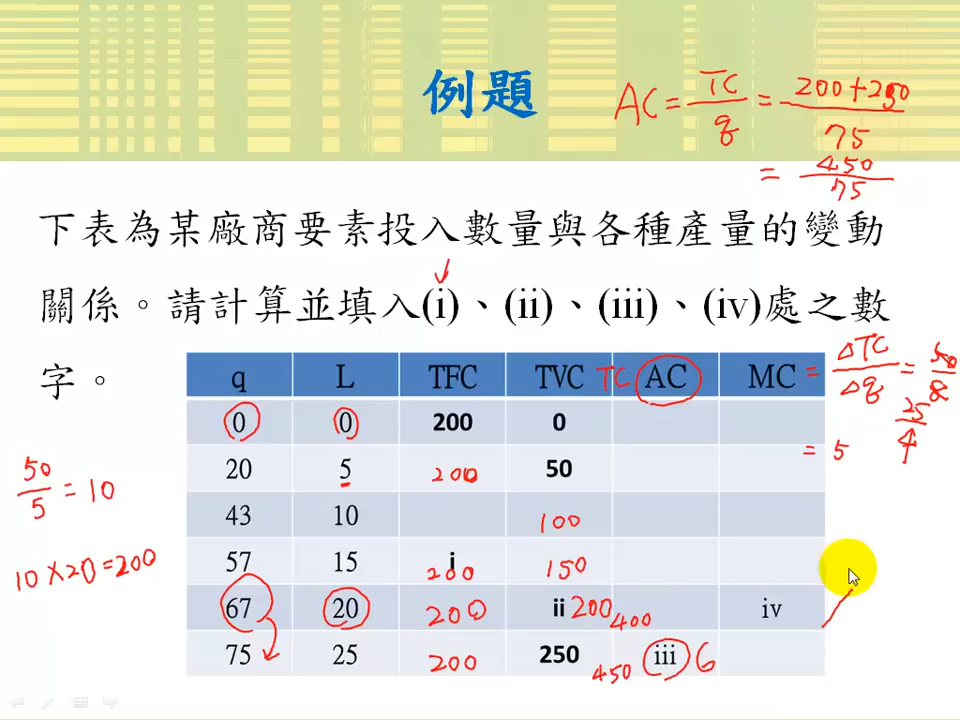 例題
AC = TC/q = 200+250/75
= 450/75
下表為某廠商要素投入數量與各種產量的變動
關係。請計算並填入(i)、(ii)、(iii)、(iv)處之數
字。
q L TFC TVC TC AC MC = ΔTC/Δq = 50/8
0 0 200 0
25/4
20 5 200 50 = 5
50/5 = 10
43 10 100
57 15 i 200 150
10×20=200
67 20 200 ii 200 400 iv
75 25 200 250 450 iii 6